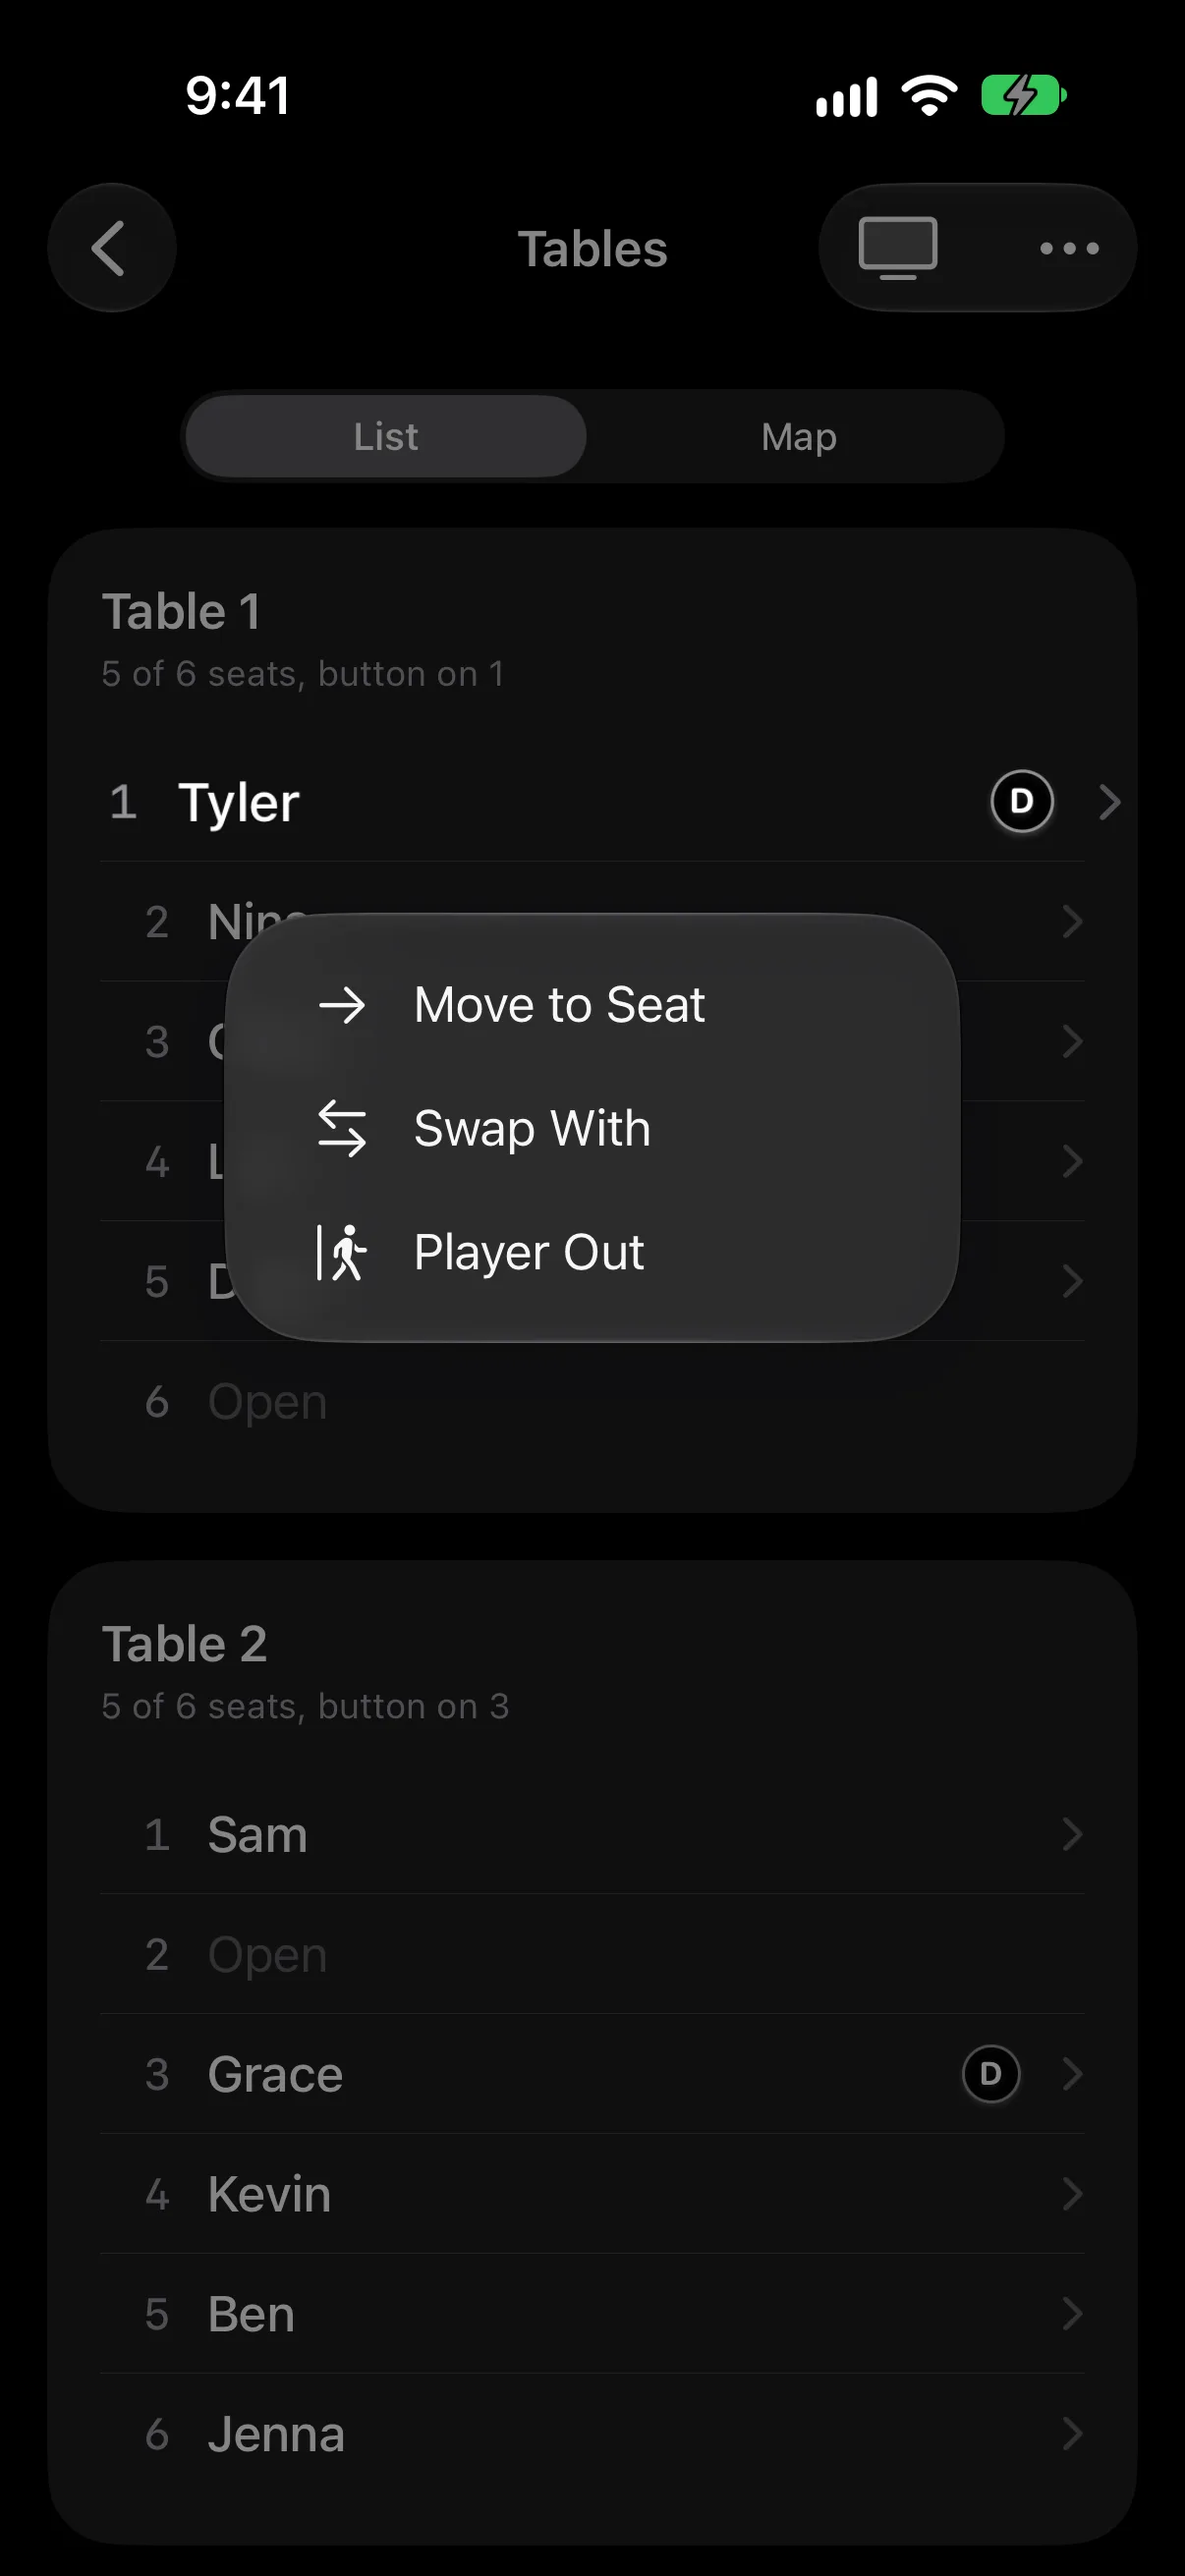 9:41
Tables
List
Map
Table 1
5 of 6 seats, button on 1
1 Tyler D
2
3
Move to Seat
4
Swap With
5
Player Out
6 Open
Table 2
5 of 6 seats, button on 3
1 Sam
2 Open
3 Grace D
4 Kevin
5 Ben
6 Jenna